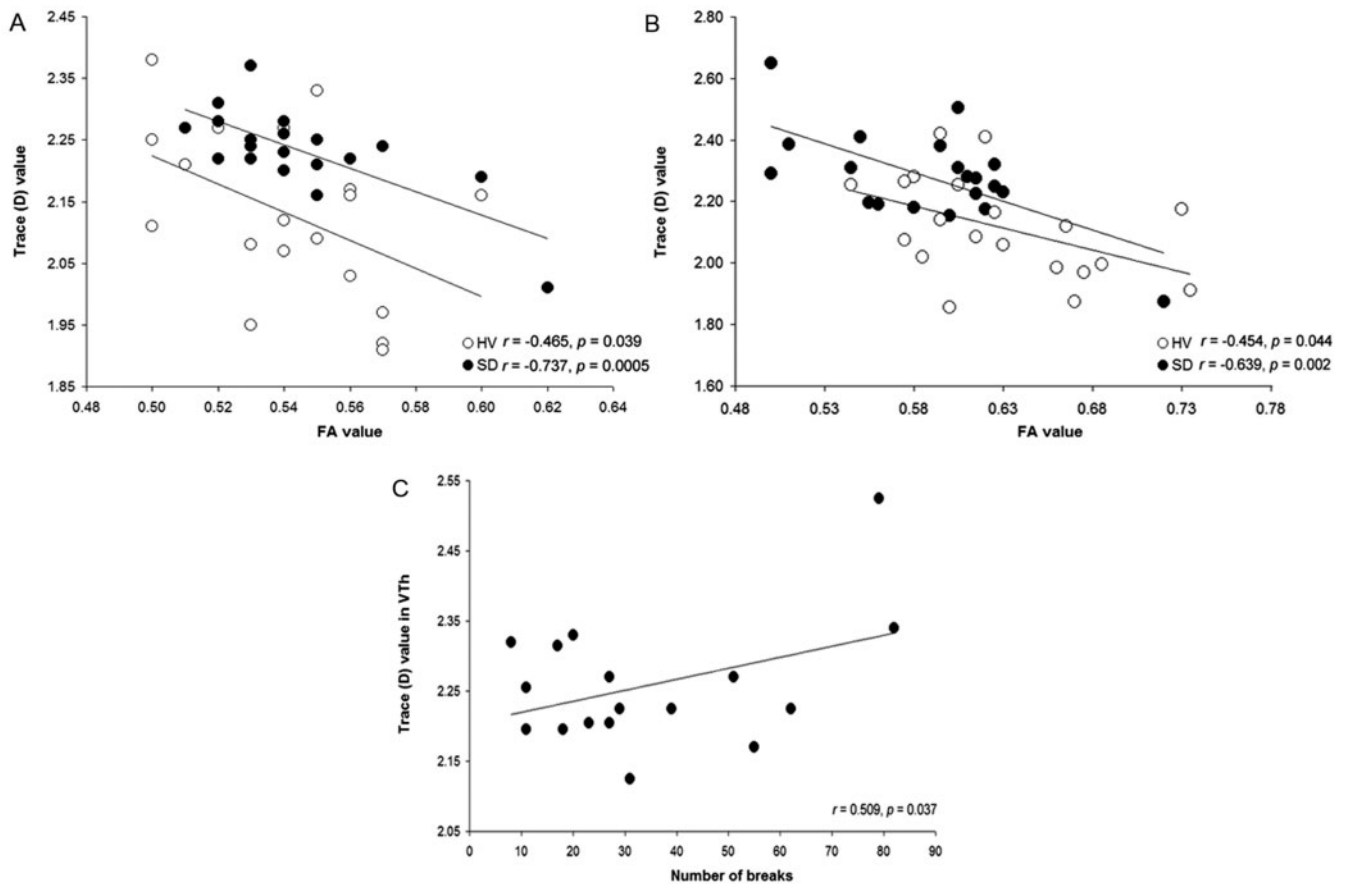 A
2.45
2.35
2.25
2.15
2.05
1.95
1.85
Trace (D) value
0.48 0.50 0.52 0.54 0.56 0.58 0.60 0.62 0.64
FA value
HV r = -0.465, p = 0.039
SD r = -0.737, p = 0.0005
B
2.80
2.60
2.40
2.20
2.00
1.80
1.60
Trace (D) value
0.48 0.53 0.58 0.63 0.68 0.73 0.78
FA value
HV r = -0.454, p = 0.044
SD r = -0.639, p = 0.002
C
2.55
2.45
2.35
2.25
2.15
2.05
Trace (D) value in VTh
0 10 20 30 40 50 60 70 80 90
Number of breaks
r = 0.509, p = 0.037